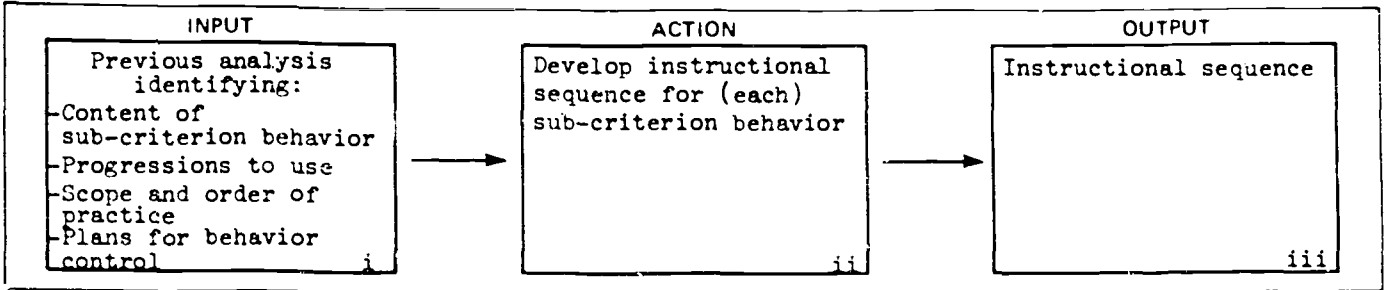 INPUT
Previous analysis
identifying:
-Content of
sub-criterion behavior
-Progressions to use
-Scope and order of
practice
-Plans for behavior
control
i
ACTION
Develop instructional
sequence for (each)
sub-criterion behavior
ii
OUTPUT
Instructional sequence
iii